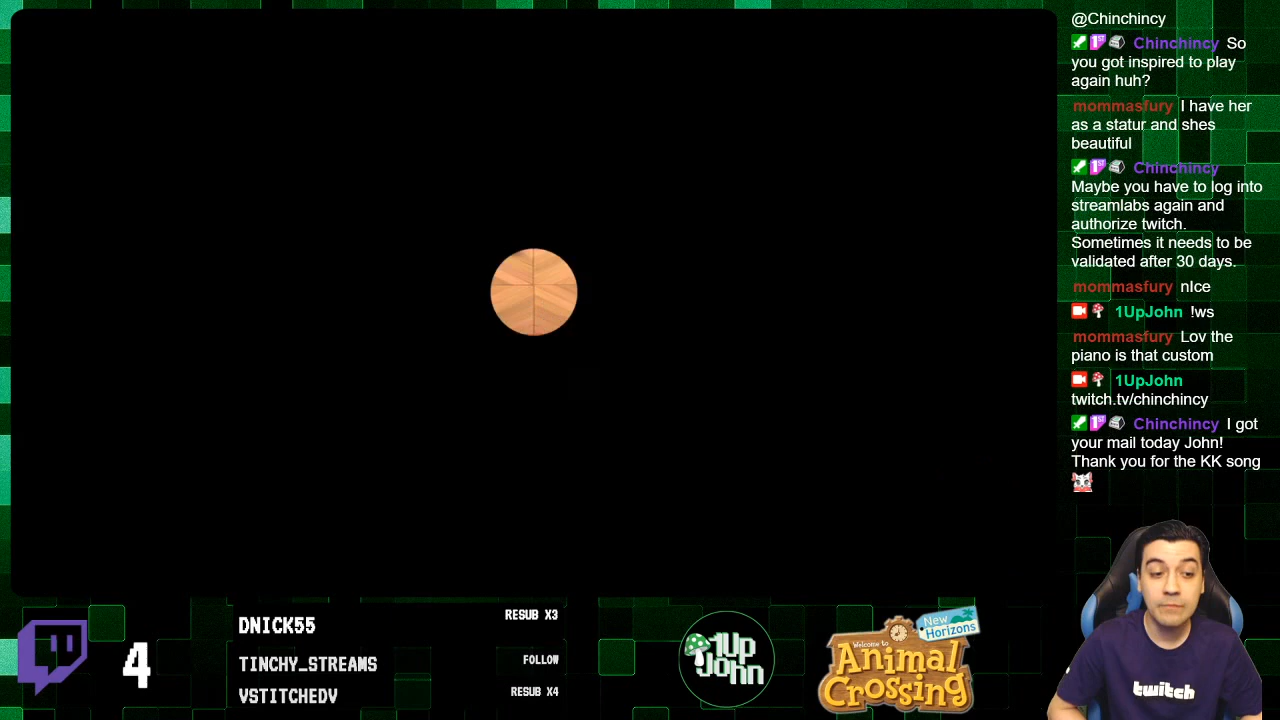 @Chinchincy
Chinchincy So
you got inspired to play
again huh?
mommasfury I have her
as a statur and shes
beautiful
Chinchincy
Maybe you have to log into
streamlabs again and
authorize twitch.
Sometimes it needs to be
validated after 30 days.
mommasfury nIce
1UpJohn !ws
mommasfury Lov the
piano is that custom
1UpJohn
twitch.tv/chinchincy
Chinchincy I got
your mail today John!
Thank you for the KK song
4
DNICK55 RESUB X3
TINCHY_STREAMS FOLLOW
VSTITCHEDV RESUB X4
1Up
John
Welcome to
Animal
Crossing
New
Horizons
twitch